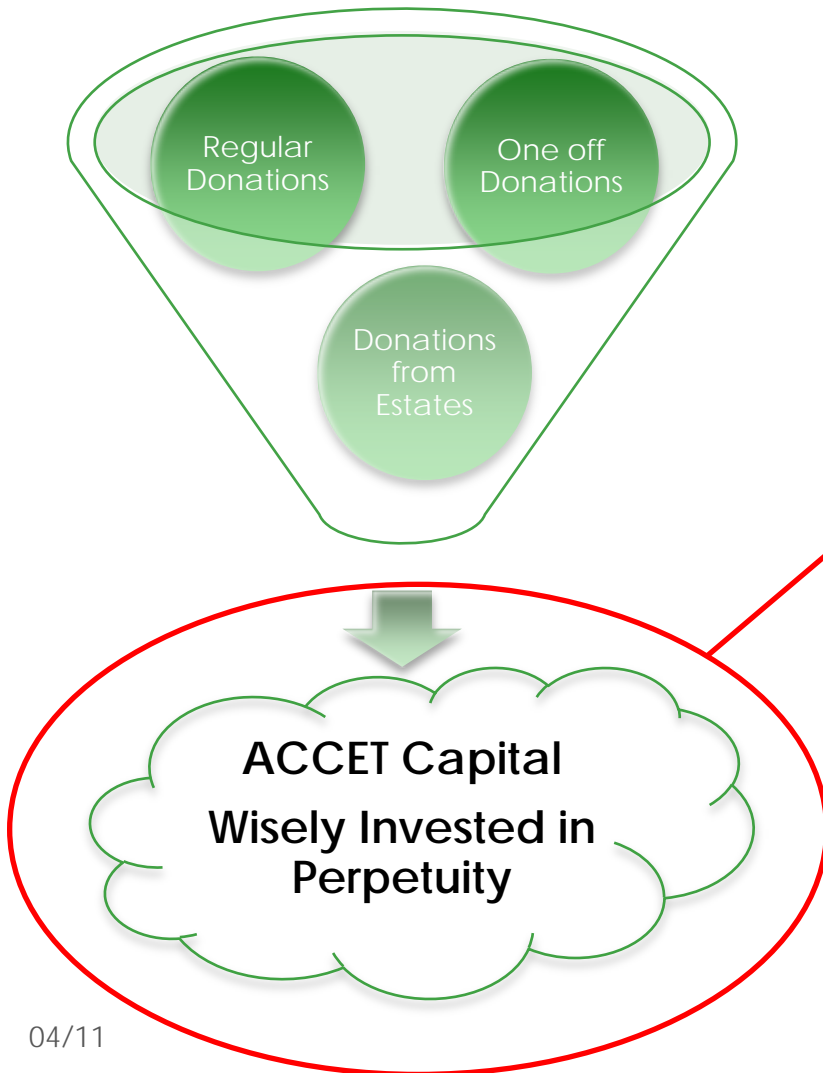 Regular
Donations
One off
Donations
Donations
from
Estates
ACCET Capital
Wisely Invested in
Perpetuity
04/11